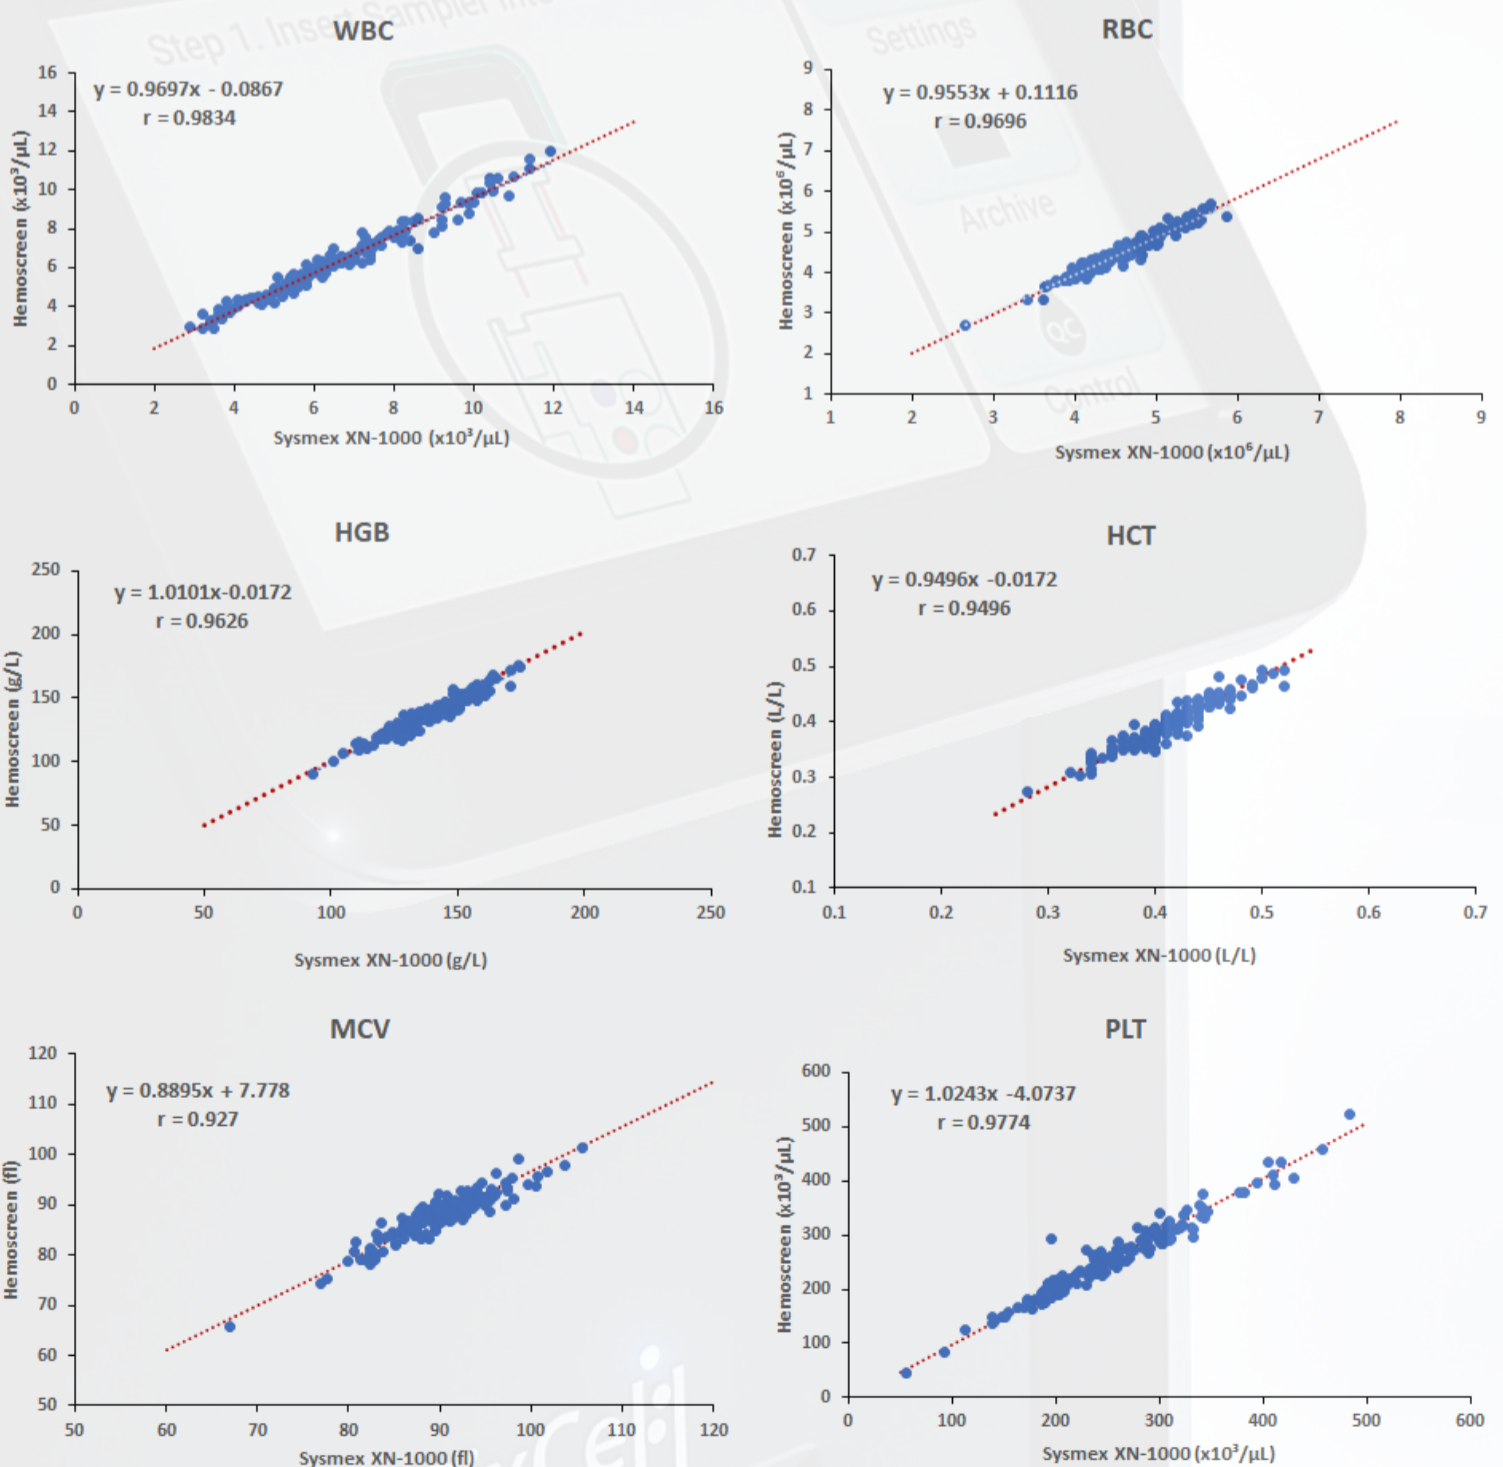 Step 1. Insert Sampler into
Settings
Archive
QC
Control
WBC
y = 0.9697x - 0.0867
r = 0.9834
16
14
12
10
8
6
4
2
0
Hemoscreen (x10³/µL)
0 2 4 6 8 10 12 14 16
Sysmex XN-1000 (x10³/µL)
RBC
y = 0.9553x + 0.1116
r = 0.9696
9
8
7
6
5
4
3
2
1
Hemoscreen (x10⁶/µL)
1 2 3 4 5 6 7 8 9
Sysmex XN-1000 (x10⁶/µL)
HGB
y = 1.0101x-0.0172
r = 0.9626
250
200
150
100
50
0
Hemoscreen (g/L)
0 50 100 150 200 250
Sysmex XN-1000 (g/L)
HCT
y = 0.9496x -0.0172
r = 0.9496
0.7
0.6
0.5
0.4
0.3
0.2
0.1
Hemoscreen (L/L)
0.1 0.2 0.3 0.4 0.5 0.6 0.7
Sysmex XN-1000 (L/L)
MCV
y = 0.8895x + 7.778
r = 0.927
120
110
100
90
80
70
60
50
Hemoscreen (fl)
50 60 70 80 90 100 110 120
Sysmex XN-1000 (fl)
PLT
y = 1.0243x -4.0737
r = 0.9774
600
500
400
300
200
100
0
Hemoscreen (x10³/µL)
0 100 200 300 400 500 600
Sysmex XN-1000 (x10³/µL)